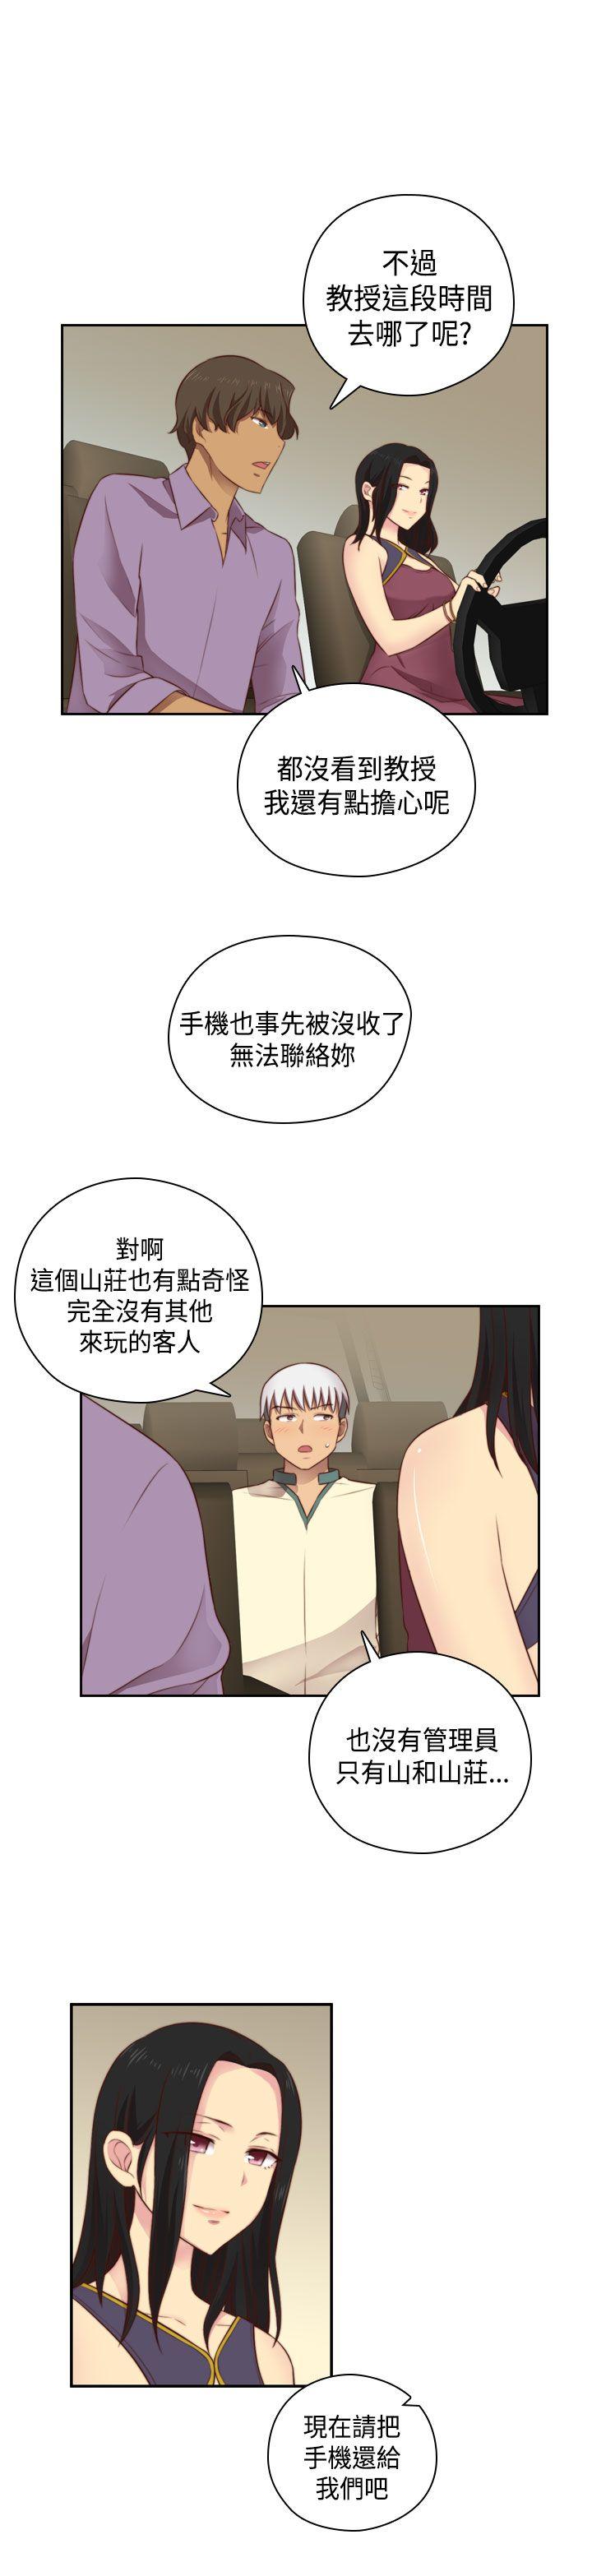 不過
教授這段時間
去哪了呢?
都沒看到教授
我還有點擔心呢
手機也事先被沒收了
無法聯絡妳
對啊
這個山莊也有點奇怪
完全沒有其他
來玩的客人
也沒有管理員
只有山和山莊...
現在請把
手機還給
我們吧